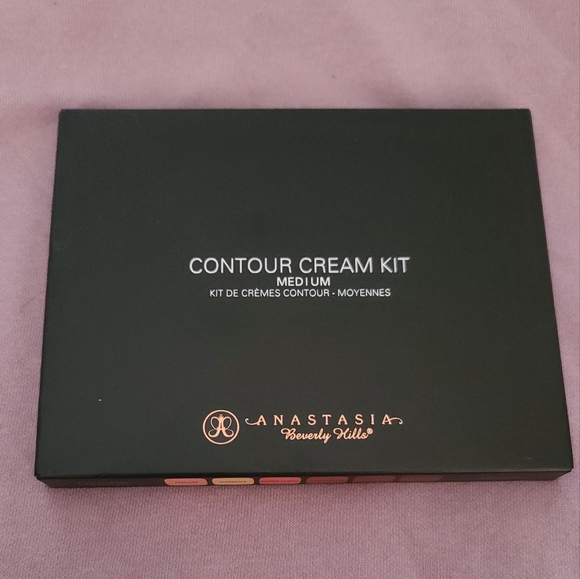 CONTOUR CREAM KIT
MEDIUM
KIT DE CRÈMES CONTOUR - MOYENNES
ANASTASIA
Beverly Hills®